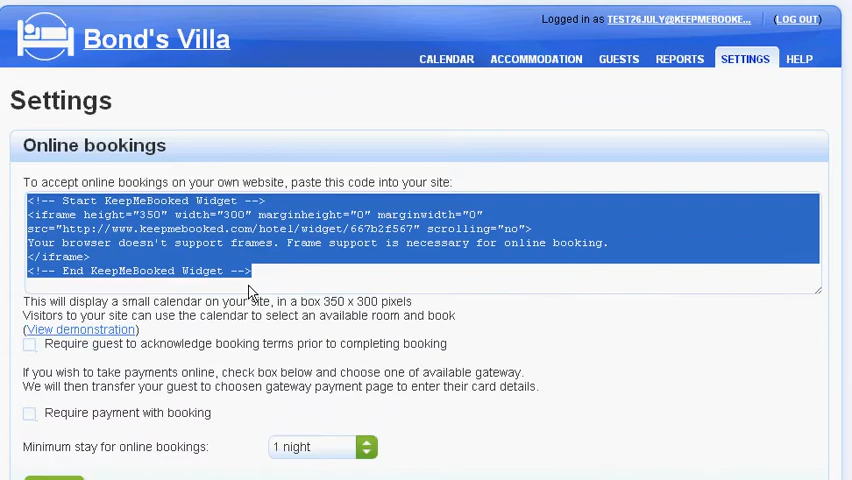 Logged in as TEST26JULY@KEEPMEBOOKE... (LOG OUT)
Bond's Villa
CALENDAR ACCOMMODATION GUESTS REPORTS SETTINGS HELP
Settings
Online bookings
To accept online bookings on your own website, paste this code into your site:
<!-- Start KeepMeBooked Widget -->
<iframe height="350" width="300" marginheight="0" marginwidth="0"
src="http://www.keepmebooked.com/hotel/widget/667b2f567" scrolling="no">
Your browser doesn't support frames. Frame support is necessary for online booking.
</iframe>
<!-- End KeepMeBooked Widget -->
This will display a small calendar on your site, in a box 350 x 300 pixels
Visitors to your site can use the calendar to select an available room and book
(View demonstration)
Require guest to acknowledge booking terms prior to completing booking
If you wish to take payments online, check box below and choose one of available gateway.
We will then transfer your guest to choosen gateway payment page to enter their card details.
Require payment with booking
Minimum stay for online bookings: 1 night